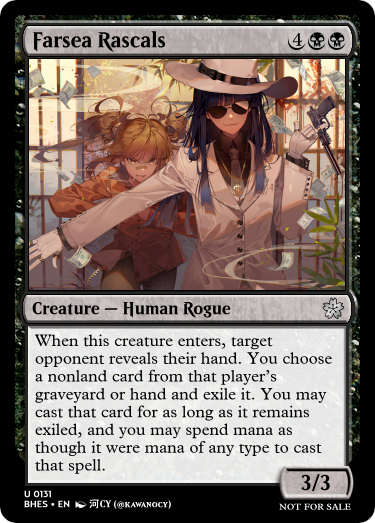 Farsea Rascals 4
Creature — Human Rogue
When this creature enters, target
opponent reveals their hand. You choose
a nonland card from that player's
graveyard or hand and exile it. You may
cast that card for as long as it remains
exiled, and you may spend mana as
though it were mana of any type to cast
that spell.
3/3
U 0131
BHES • EN 河CY (@KAWANOCY)
NOT FOR SALE